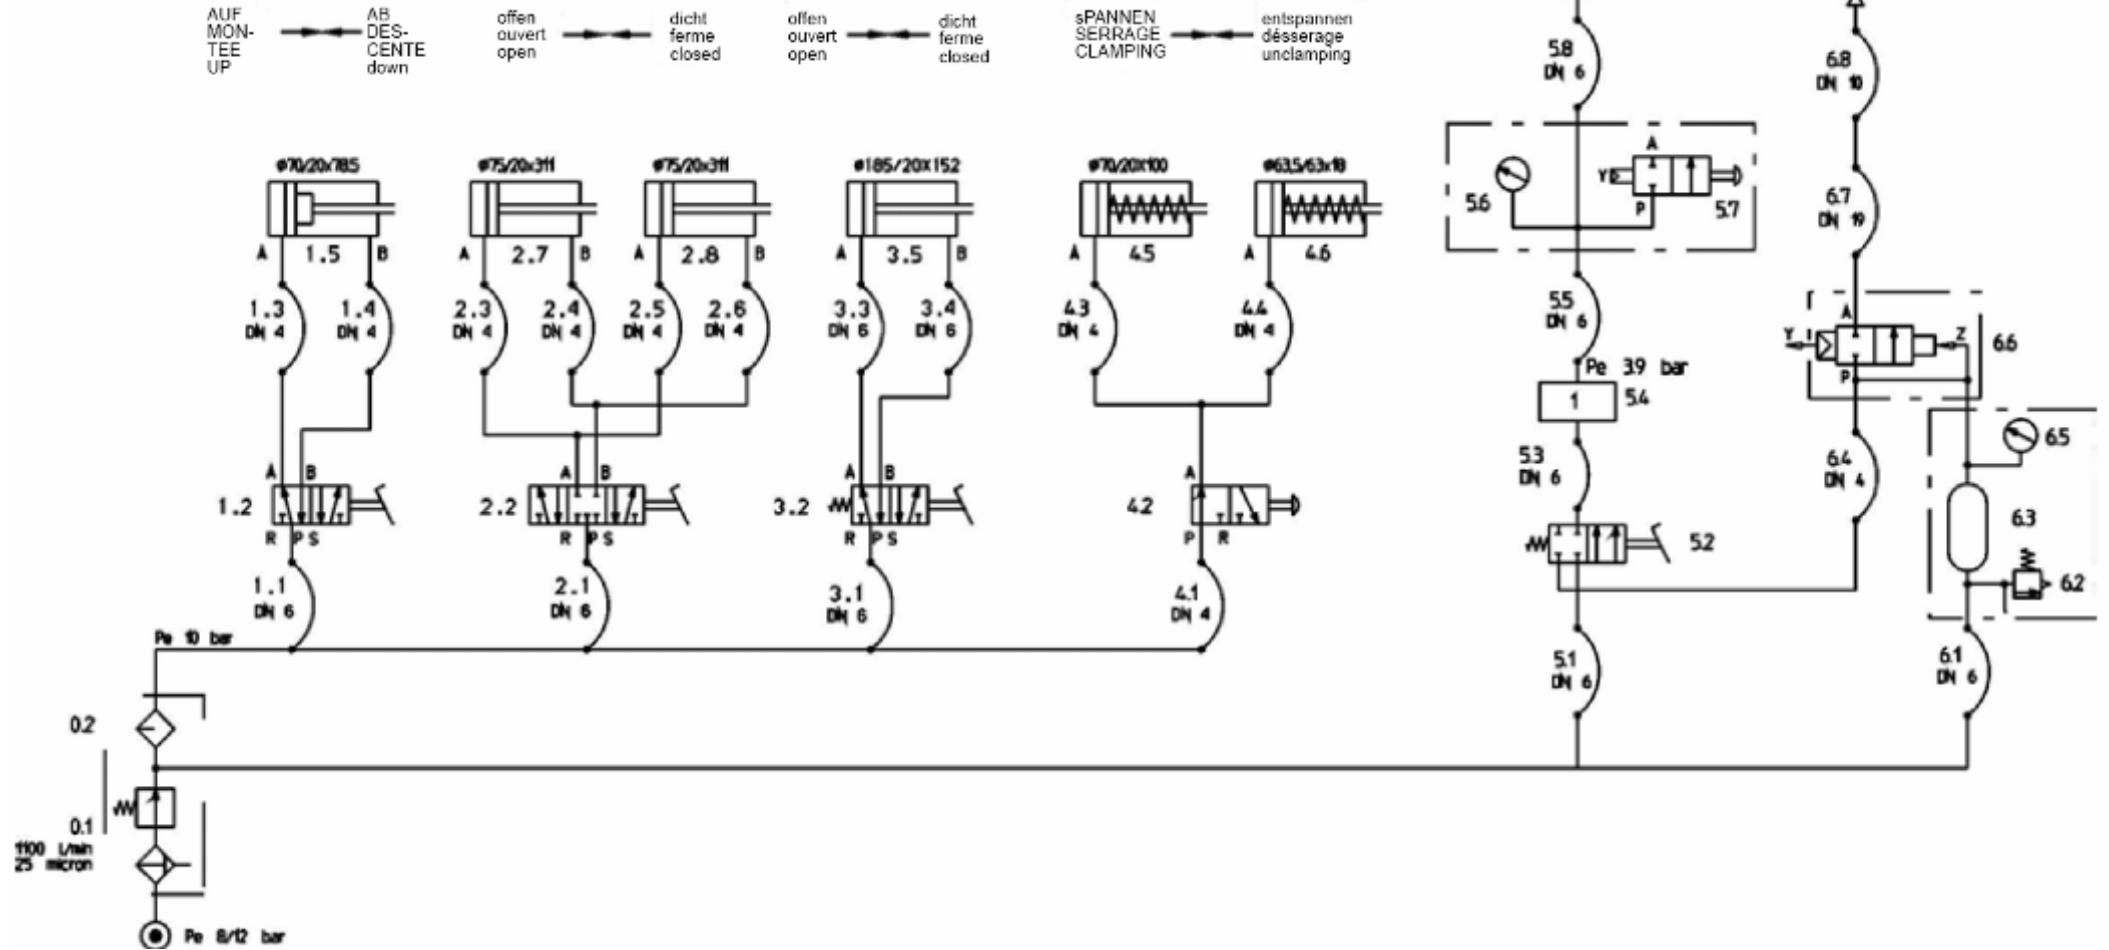 AUF
MON-
TEE
UP
AB
DES-
CENTE
down
offen
ouvert
open
dicht
ferme
closed
offen
ouvert
open
dicht
ferme
closed
sPANNEN
SERRAGE
CLAMPING
entspannen
désserage
unclamping
5.8
DN 6
6.8
DN 10
ø70/20x78.5
ø75/20x311
ø75/20x311
ø185/20X152
ø70/20X100
ø63,5/63x18
A
Y
P
5.6
5.7
6.7
DN 19
A 1.5 B
A 2.7 B
A 2.8 B
A 3.5 B
A 4.5
A 4.6
1.3
DN 4
1.4
DN 4
2.3
DN 4
2.4
DN 4
2.5
DN 4
2.6
DN 4
3.3
DN 6
3.4
DN 6
4.3
DN 4
4.4
DN 4
5.5
DN 6
Pe 3.9 bar
1
5.4
A
Y
Z
P
6.6
6.5
5.3
DN 6
6.4
DN 4
A B
1.2
R P S
A B
2.2
R P S
A B
3.2
R P S
A
4.2
P R
5.2
6.3
6.2
1.1
DN 6
2.1
DN 6
3.1
DN 6
4.1
DN 4
5.1
DN 6
6.1
DN 6
Pe 10 bar
0.2
0.1
1100 l/min
25 micron
Pe 8/12 bar